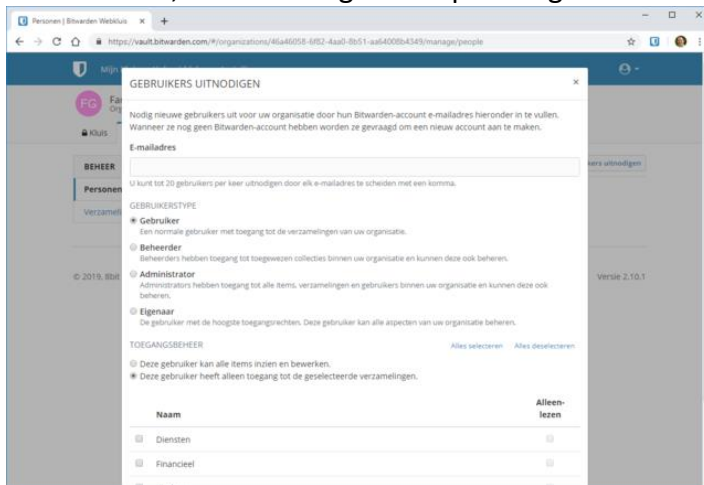 Personen | Bitwarden Webkluis
https://vault.bitwarden.com/#/organizations/46a46058-6f82-4aa0-8b51-aa64008b4349/manage/people
Mijn
FG
Kluis
BEHEER
Personen
© 2019, 8bit
uitnodigen
Versie 2.10.1
GEBRUIKERS UITNODIGEN
Nodig nieuwe gebruikers uit voor uw organisatie door hun Bitwarden-account e-mailadres hieronder in te vullen.
Wanneer ze nog geen Bitwarden-account hebben worden ze gevraagd om een nieuw account aan te maken.
E-mailadres
U kunt tot 20 gebruikers per keer uitnodigen door elk e-mailadres te scheiden met een komma.
GEBRUIKERSTYPE
Gebruiker
Een normale gebruiker met toegang tot de verzamelingen van uw organisatie.
Beheerder
Beheerders hebben toegang tot toegewezen collecties binnen uw organisatie en kunnen deze ook beheren.
Administrator
Administrators hebben toegang tot alle items, verzamelingen en gebruikers binnen uw organisatie en kunnen deze ook
beheren.
Eigenaar
De gebruiker met de hoogste toegangsrechten. Deze gebruiker kan alle aspecten van uw organisatie beheren.
TOEGANGSBEHEER Alles selecteren Alles deselecteren
Deze gebruiker kan alle items inzien en bewerken.
Deze gebruiker heeft alleen toegang tot de geselecteerde verzamelingen.
Naam Alleen-
lezen
Diensten
Financieel